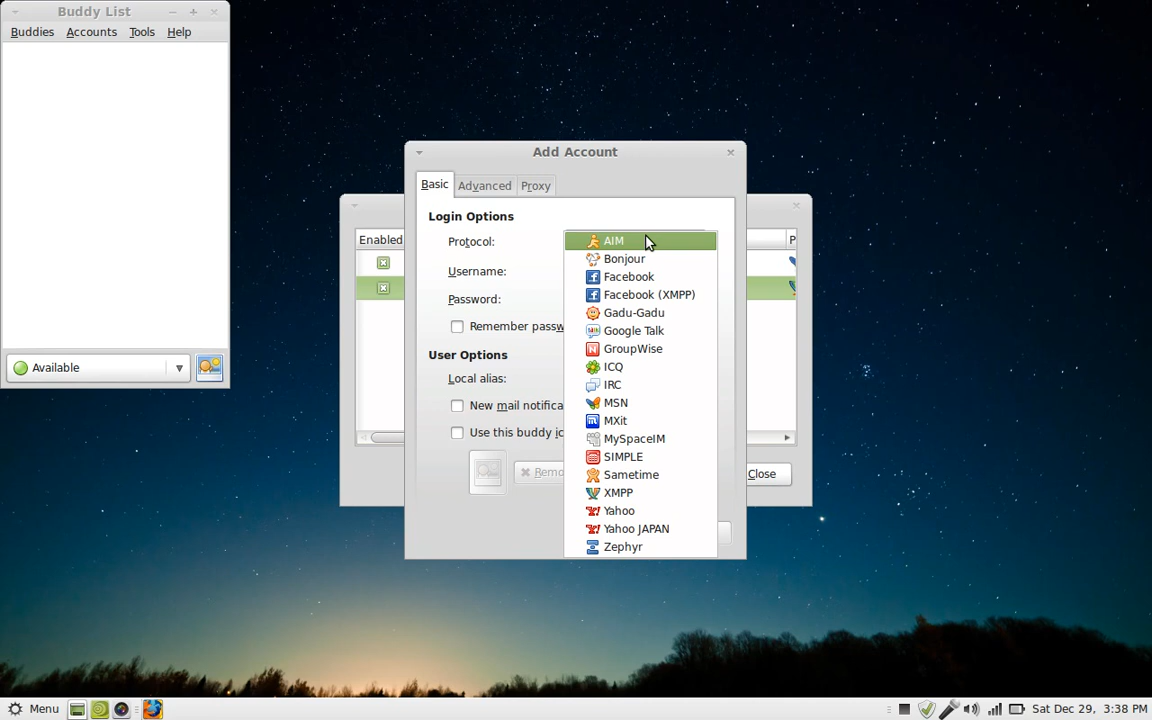 Buddy List
Buddies Accounts Tools Help
Available
Add Account
Basic Advanced Proxy
Login Options
Protocol:
Username:
Password:
Remember passw
User Options
Local alias:
New mail notifica
Use this buddy ic
Remo
AIM
Bonjour
Facebook
Facebook (XMPP)
Gadu-Gadu
Google Talk
GroupWise
ICQ
IRC
MSN
MXit
MySpaceIM
SIMPLE
Sametime
XMPP
Yahoo
Yahoo JAPAN
Zephyr
Enabled
P
Close
Menu
Sat Dec 29, 3:38 PM